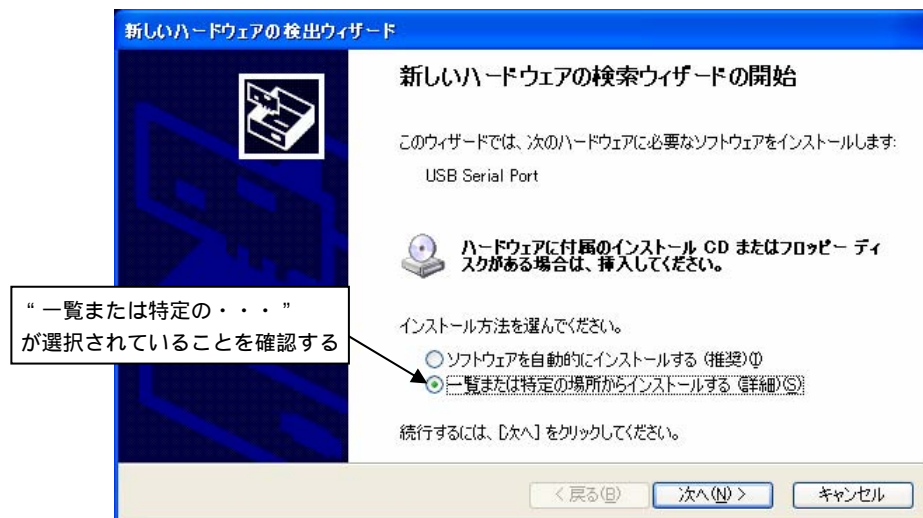 新しいハードウェアの検出ウィザード
新しいハードウェアの検索ウィザードの開始
このウィザードでは、次のハードウェアに必要なソフトウェアをインストールします:
USB Serial Port
ハードウェアに付属のインストール CD またはフロッピー ディ
スクがある場合は、挿入してください。
“一覧または特定の・・・”
が選択されていることを確認する
インストール方法を選んでください。
ソフトウェアを自動的にインストールする (推奨)(I)
一覧または特定の場所からインストールする (詳細)(S)
続行するには、[次へ] をクリックしてください。
< 戻る(B)
次へ(N) >
キャンセル